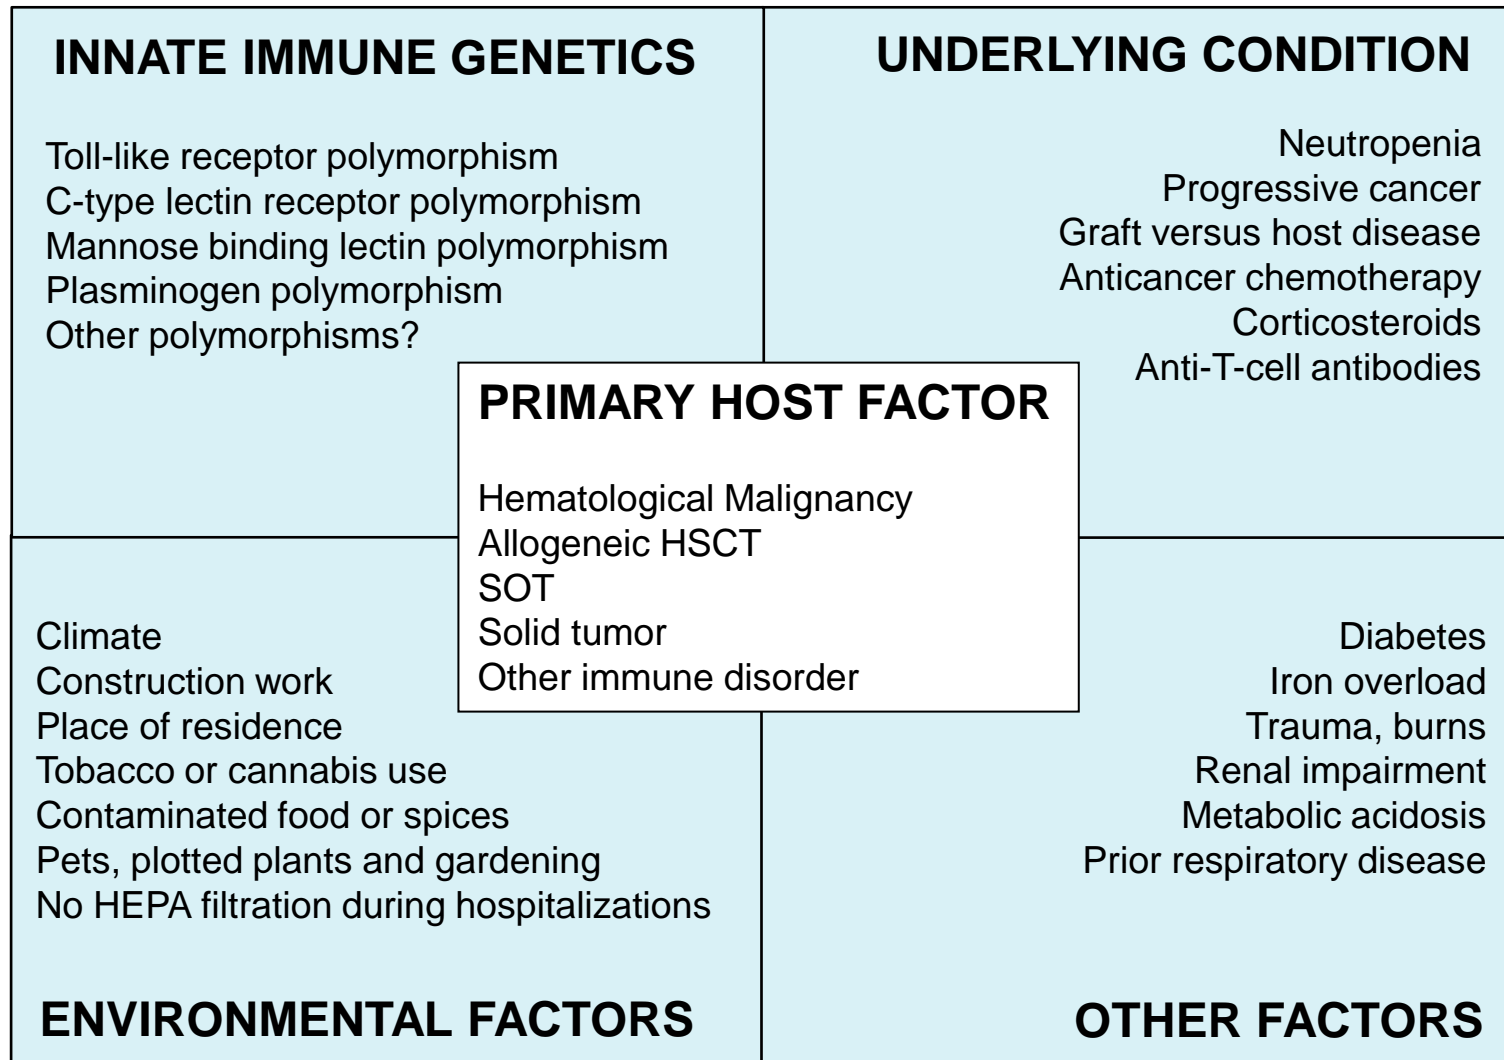 INNATE IMMUNE GENETICS
Toll-like receptor polymorphism
C-type lectin receptor polymorphism
Mannose binding lectin polymorphism
Plasminogen polymorphism
Other polymorphisms?
UNDERLYING CONDITION
Neutropenia
Progressive cancer
Graft versus host disease
Anticancer chemotherapy
Corticosteroids
Anti-T-cell antibodies
PRIMARY HOST FACTOR
Hematological Malignancy
Allogeneic HSCT
SOT
Solid tumor
Other immune disorder
Climate
Construction work
Place of residence
Tobacco or cannabis use
Contaminated food or spices
Pets, plotted plants and gardening
No HEPA filtration during hospitalizations
ENVIRONMENTAL FACTORS
Diabetes
Iron overload
Trauma, burns
Renal impairment
Metabolic acidosis
Prior respiratory disease
OTHER FACTORS